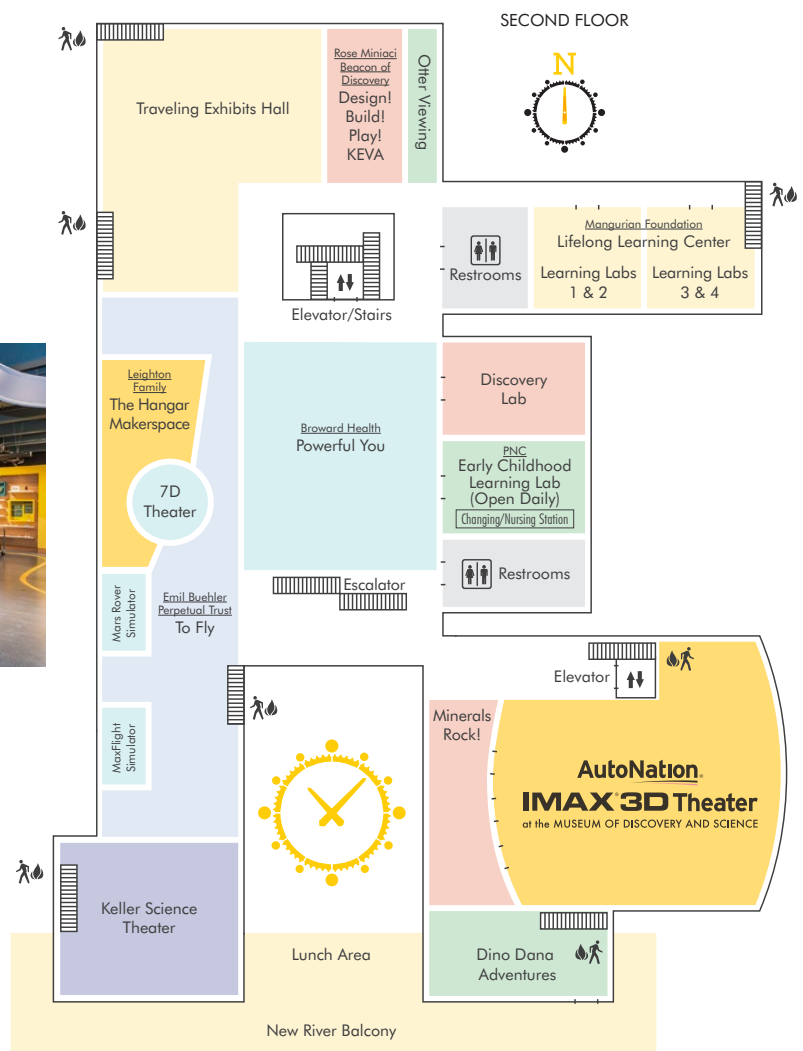 SECOND FLOOR
N
Rose Miniaci
Beacon of
Discovery
Design!
Build!
Play!
KEVA
Otter Viewing
Traveling Exhibits Hall
Mangurian Foundation
Lifelong Learning Center
Learning Labs
1 & 2
Learning Labs
3 & 4
Restrooms
Elevator/Stairs
Leighton
Family
The Hangar
Makerspace
Broward Health
Powerful You
Discovery
Lab
PNC
Early Childhood
Learning Lab
(Open Daily)
Changing/Nursing Station
7D
Theater
Restrooms
Escalator
Mars Rover
Simulator
Emil Buehler
Perpetual Trust
To Fly
Elevator
MaxFlight
Simulator
Minerals
Rock!
AutoNation®
IMAX® 3D Theater
at the MUSEUM OF DISCOVERY AND SCIENCE
Keller Science
Theater
Lunch Area
Dino Dana
Adventures
New River Balcony